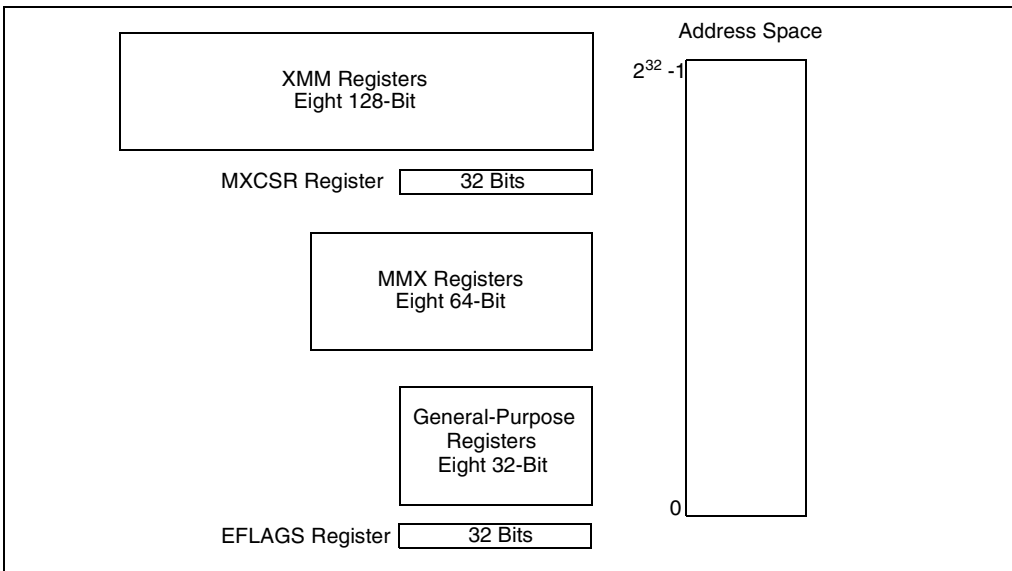 Address Space
2³² -1
XMM Registers
Eight 128-Bit
MXCSR Register
32 Bits
MMX Registers
Eight 64-Bit
General-Purpose
Registers
Eight 32-Bit
0
EFLAGS Register
32 Bits